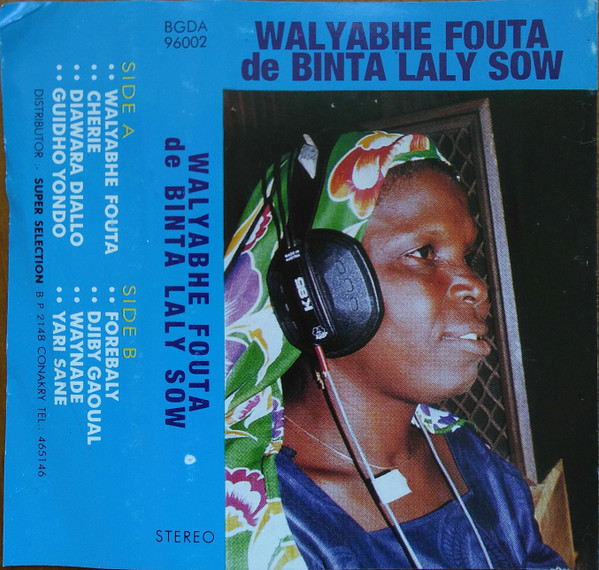 WALYABHE FOUTA
de BINTA LALY SOW
BGDA
96002
WALYABHE FOUTA
de BINTA LALY SOW
STEREO
SIDE A
:: WALYABHE FOUTA
:: CHERIE
:: DIAWARA DIALLO
:: GUIDHO YONDO
SIDE B
:: FOREBALY
:: DJIBY GAOUAL
:: WAYNADE
:: YARI SANE
DISTRIBUTOR :- SUPER SELECTION B P 2148 CONAKRY TEL.: 465146
K 66